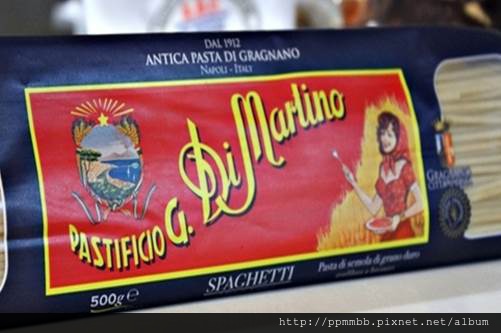 DAL 1912
ANTICA PASTA DI GRAGNANO
NAPOLI - ITALY
PASTIFICIO G. Di Martino
GRAGNANO
500g e
SPAGHETTI
Pasta di semola di grano duro
http://ppmmbb.pixnet.net/album